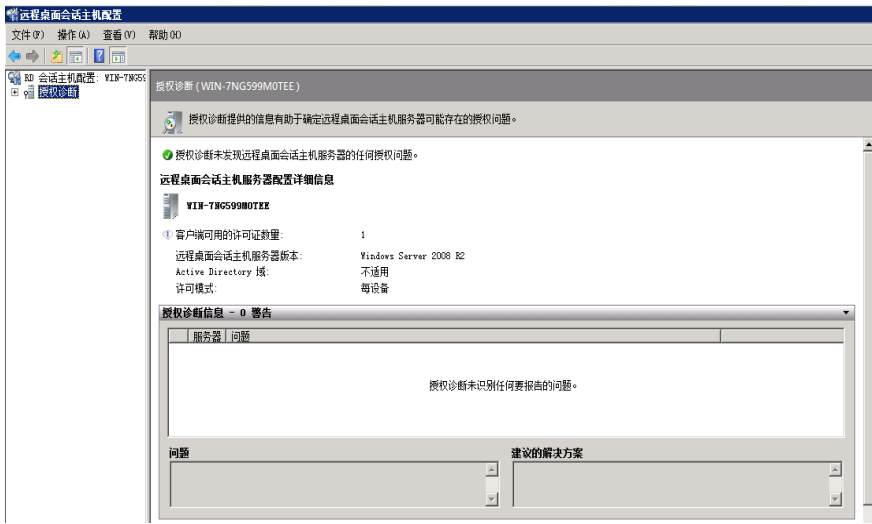 远程桌面会话主机配置
文件(F) 操作(A) 查看(V) 帮助(H)
RD 会话主机配置: WIN-7NG59
授权诊断
授权诊断 ( WIN-7NG599M0TEE )
授权诊断提供的信息有助于确定远程桌面会话主机服务器可能存在的授权问题。
授权诊断未发现远程桌面会话主机服务器的任何授权问题。
远程桌面会话主机服务器配置详细信息
WIN-7NG599M0TEE
客户端可用的许可证数量: 1
远程桌面会话主机服务器版本: Windows Server 2008 R2
Active Directory 域: 不适用
许可模式: 每设备
授权诊断信息 - 0 警告
服务器 问题
授权诊断未识别任何要报告的问题。
问题 建议的解决方案